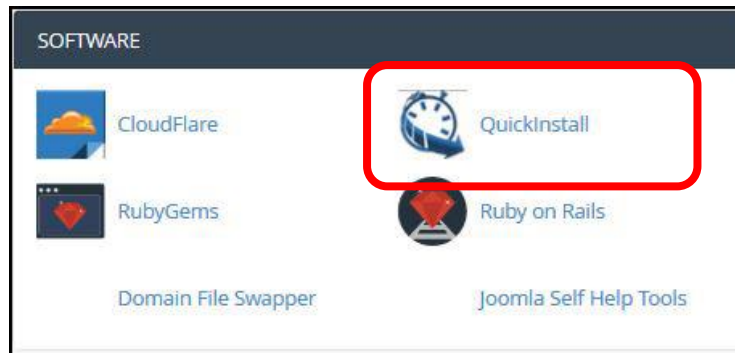 SOFTWARE
CloudFlare
QuickInstall
RubyGems
Ruby on Rails
Domain File Swapper
Joomla Self Help Tools